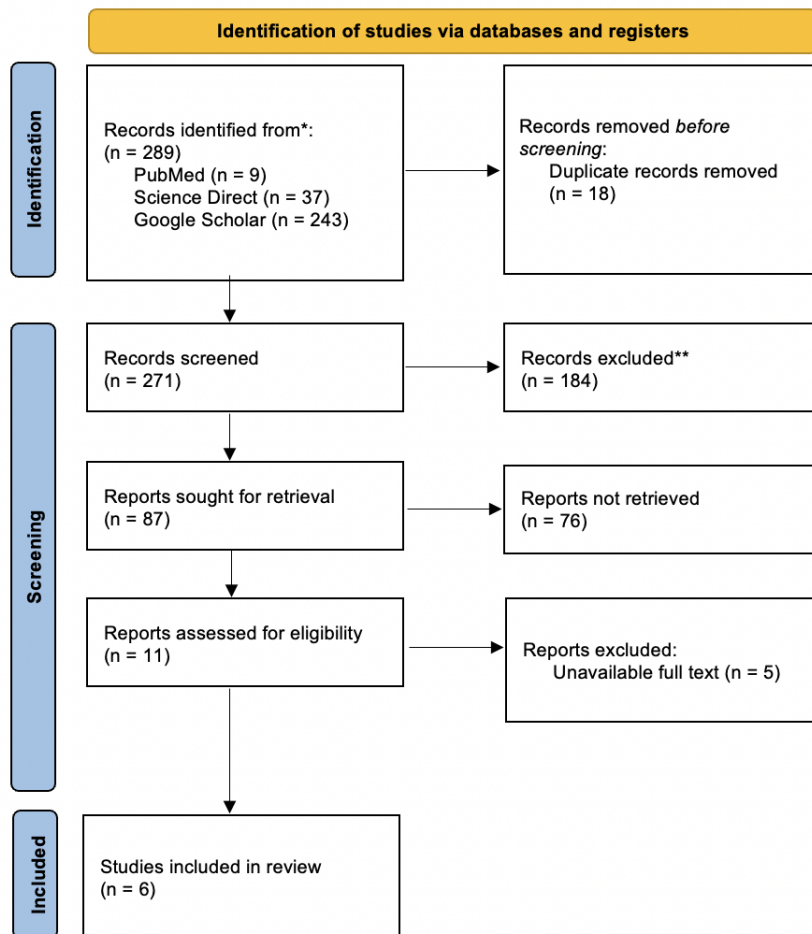 Identification of studies via databases and registers
Identification
Records identified from*:
(n = 289)
PubMed (n = 9)
Science Direct (n = 37)
Google Scholar (n = 243)
Records removed before
screening:
Duplicate records removed
(n = 18)
Screening
Records screened
(n = 271)
Records excluded**
(n = 184)
Reports sought for retrieval
(n = 87)
Reports not retrieved
(n = 76)
Reports assessed for eligibility
(n = 11)
Reports excluded:
Unavailable full text (n = 5)
Included
Studies included in review
(n = 6)